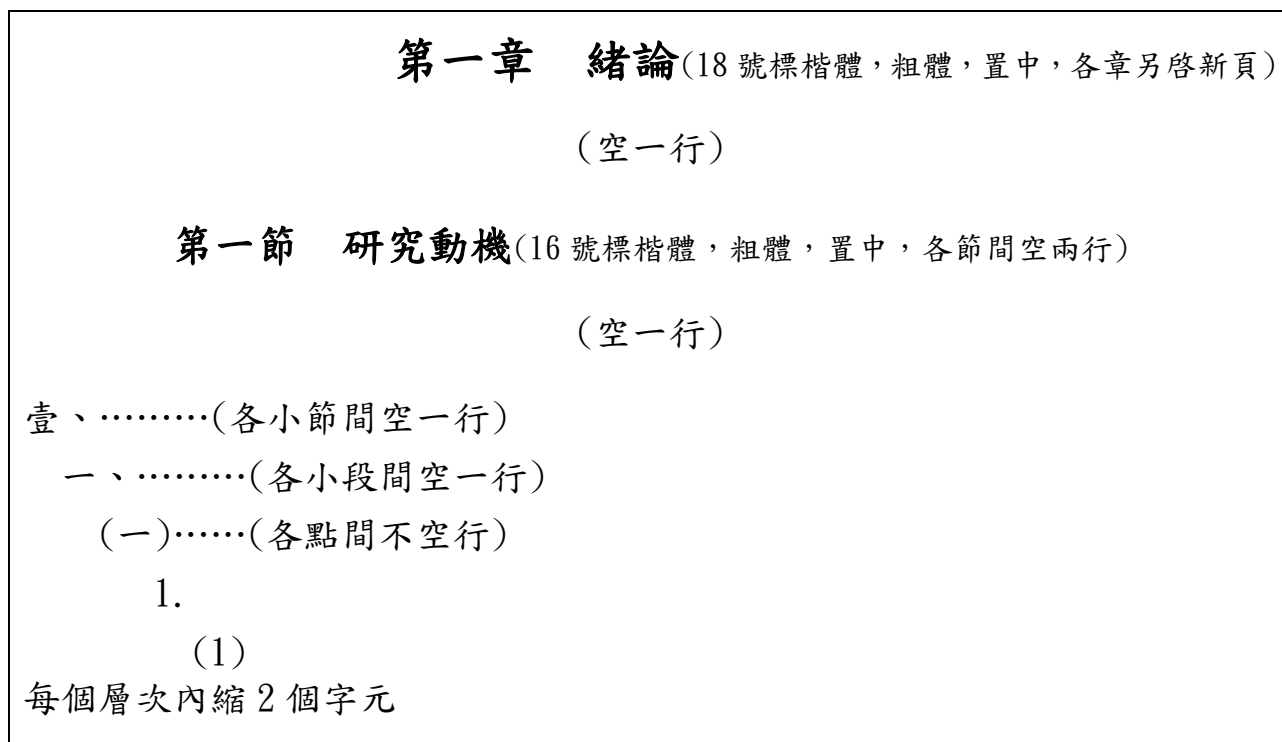 第一章　緒論(18 號標楷體，粗體，置中，各章另啓新頁)
(空一行)
第一節　研究動機(16 號標楷體，粗體，置中，各節間空兩行)
(空一行)
壹、………(各小節間空一行)
一、………(各小段間空一行)
(一)……(各點間不空行)
1.
(1)
每個層次內縮 2 個字元